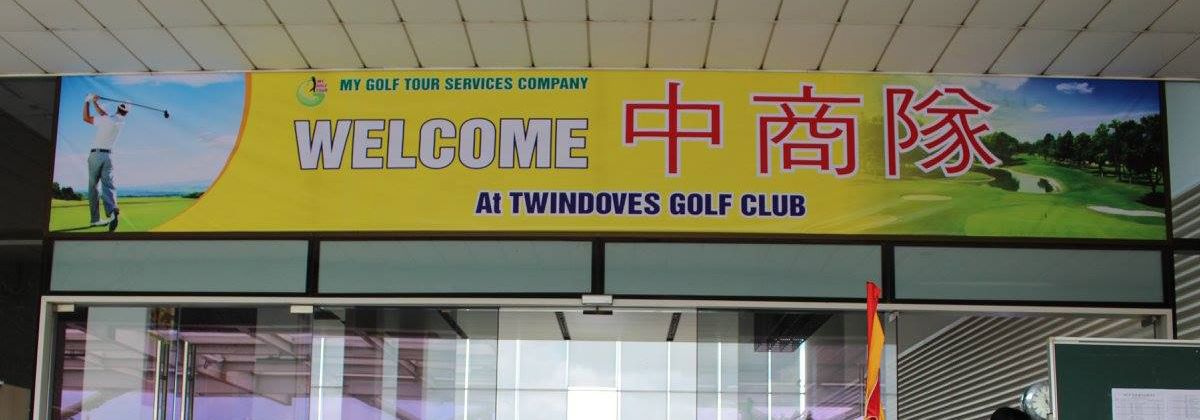 MY GOLF TOUR SERVICES COMPANY
WELCOME 中商隊
At TWINDOVES GOLF CLUB